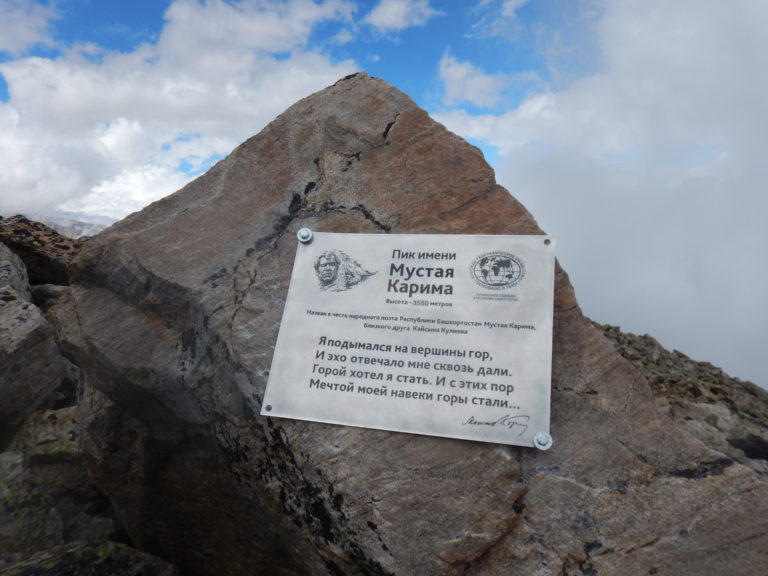 Пик имени
Мустая
Карима
Высота - 3550 метров
Назван в честь народного поэта Республики Башкортостан Мустая Карима,
близкого друга Кайсына Кулиева
Я подымался на вершины гор,
И эхо отвечало мне сквозь дали.
Горой хотел я стать. И с этих пор
Мечтой моей навеки горы стали...